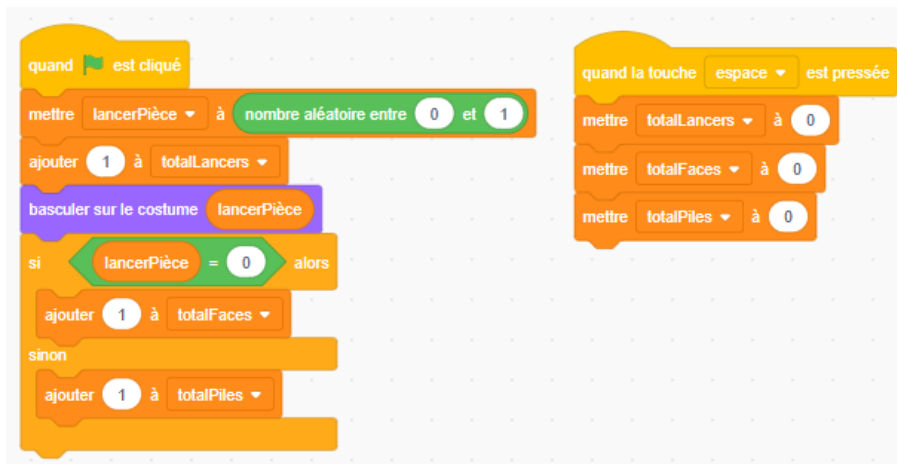 quand est cliqué
mettre lancerPièce à nombre aléatoire entre 0 et 1
ajouter 1 à totalLancers
basculer sur le costume lancerPièce
si lancerPièce = 0 alors
ajouter 1 à totalFaces
sinon
ajouter 1 à totalPiles
quand la touche espace est pressée
mettre totalLancers à 0
mettre totalFaces à 0
mettre totalPiles à 0